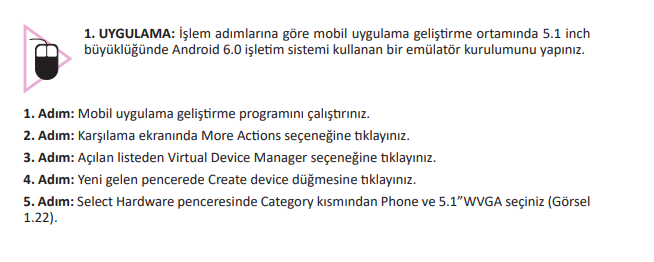 1. UYGULAMA: İşlem adımlarına göre mobil uygulama geliştirme ortamında 5.1 inch
büyüklüğünde Android 6.0 işletim sistemi kullanan bir emülatör kurulumunu yapınız.
1. Adım: Mobil uygulama geliştirme programını çalıştırınız.
2. Adım: Karşılama ekranında More Actions seçeneğine tıklayınız.
3. Adım: Açılan listeden Virtual Device Manager seçeneğine tıklayınız.
4. Adım: Yeni gelen pencerede Create device düğmesine tıklayınız.
5. Adım: Select Hardware penceresinde Category kısmından Phone ve 5.1”WVGA seçiniz (Görsel
1.22).